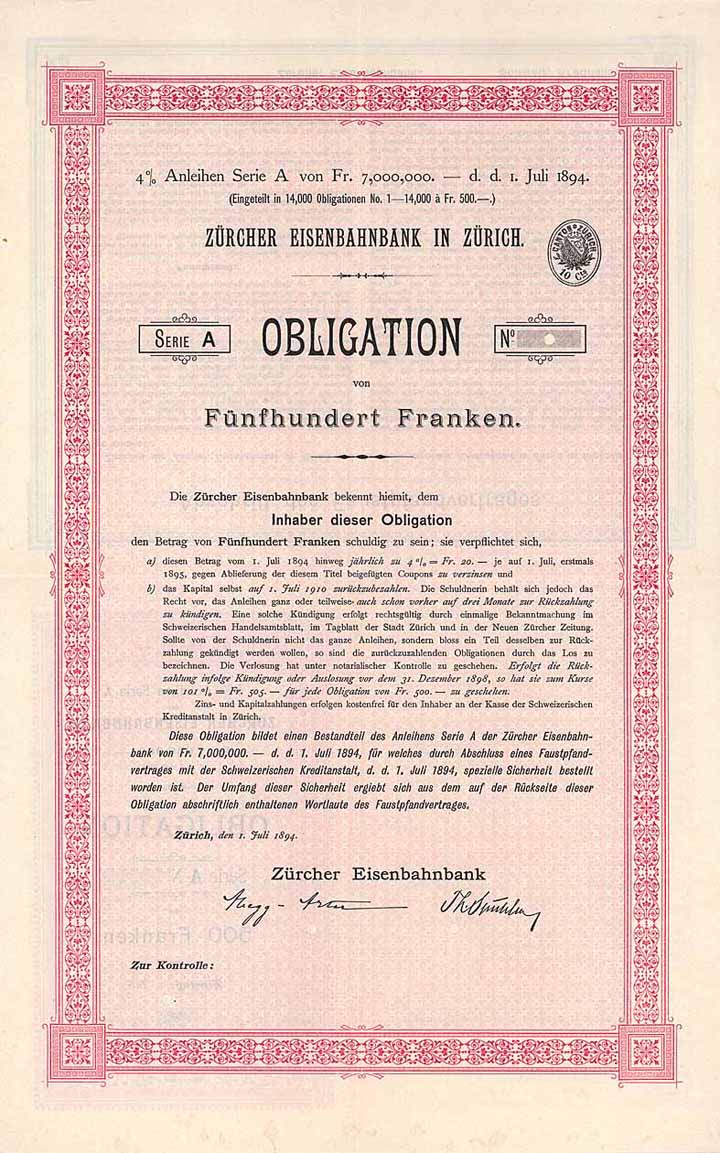 4% Anleihen Serie A von Fr. 7,000,000. — d. d. 1. Juli 1894.
(Eingeteilt in 14,000 Obligationen No. 1—14,000 à Fr. 500.—.)
ZÜRCHER EISENBAHNBANK IN ZÜRICH.
CANTON ZÜRICH
10 Cts
SERIE A
OBLIGATION
No
von
Fünfhundert Franken.
Die Zürcher Eisenbahnbank bekennt hiemit, dem
Inhaber dieser Obligation
den Betrag von Fünfhundert Franken schuldig zu sein; sie verpflichtet sich,
a) diesen Betrag vom 1. Juli 1894 hinweg jährlich zu 4% = Fr. 20. — je auf 1. Juli, erstmals
1895, gegen Ablieferung der diesem Titel beigefügten Coupons zu verzinsen und
b) das Kapital selbst auf 1. Juli 1910 zurückzubezahlen. Die Schuldnerin behält sich jedoch das
Recht vor, das Anleihen ganz oder teilweise auch schon vorher auf drei Monate zur Rückzahlung
zu kündigen. Eine solche Kündigung erfolgt rechtsgültig durch einmalige Bekanntmachung im
Schweizerischen Handelsamtsblatt, im Tagblatt der Stadt Zürich und in der Neuen Zürcher Zeitung.
Sollte von der Schuldnerin nicht das ganze Anleihen, sondern bloss ein Teil desselben zur Rück-
zahlung gekündigt werden wollen, so sind die zurückzuzahlenden Obligationen durch das Los zu
bezeichnen. Die Verlosung hat unter notarialischer Kontrolle zu geschehen. Erfolgt die Rück-
zahlung infolge Kündigung oder Auslosung vor dem 31. Dezember 1898, so hat sie zum Kurse
von 101% = Fr. 505. — für jede Obligation von Fr. 500. — zu geschehen.
Zins- und Kapitalzahlungen erfolgen kostenfrei für den Inhaber an der Kasse der Schweizerischen
Kreditanstalt in Zürich.
Diese Obligation bildet einen Bestandteil des Anleihens Serie A der Zürcher Eisenbahn-
bank von Fr. 7,000,000. — d. d. 1. Juli 1894, für welches durch Abschluss eines Faustpfand-
vertrages mit der Schweizerischen Kreditanstalt, d. d. 1. Juli 1894, spezielle Sicherheit bestellt
worden ist. Der Umfang dieser Sicherheit ergiebt sich aus dem auf der Rückseite dieser
Obligation abschriftlich enthaltenen Wortlaute des Faustpfandvertrages.
Zürich, den 1. Juli 1894.
Zürcher Eisenbahnbank
Zur Kontrolle: